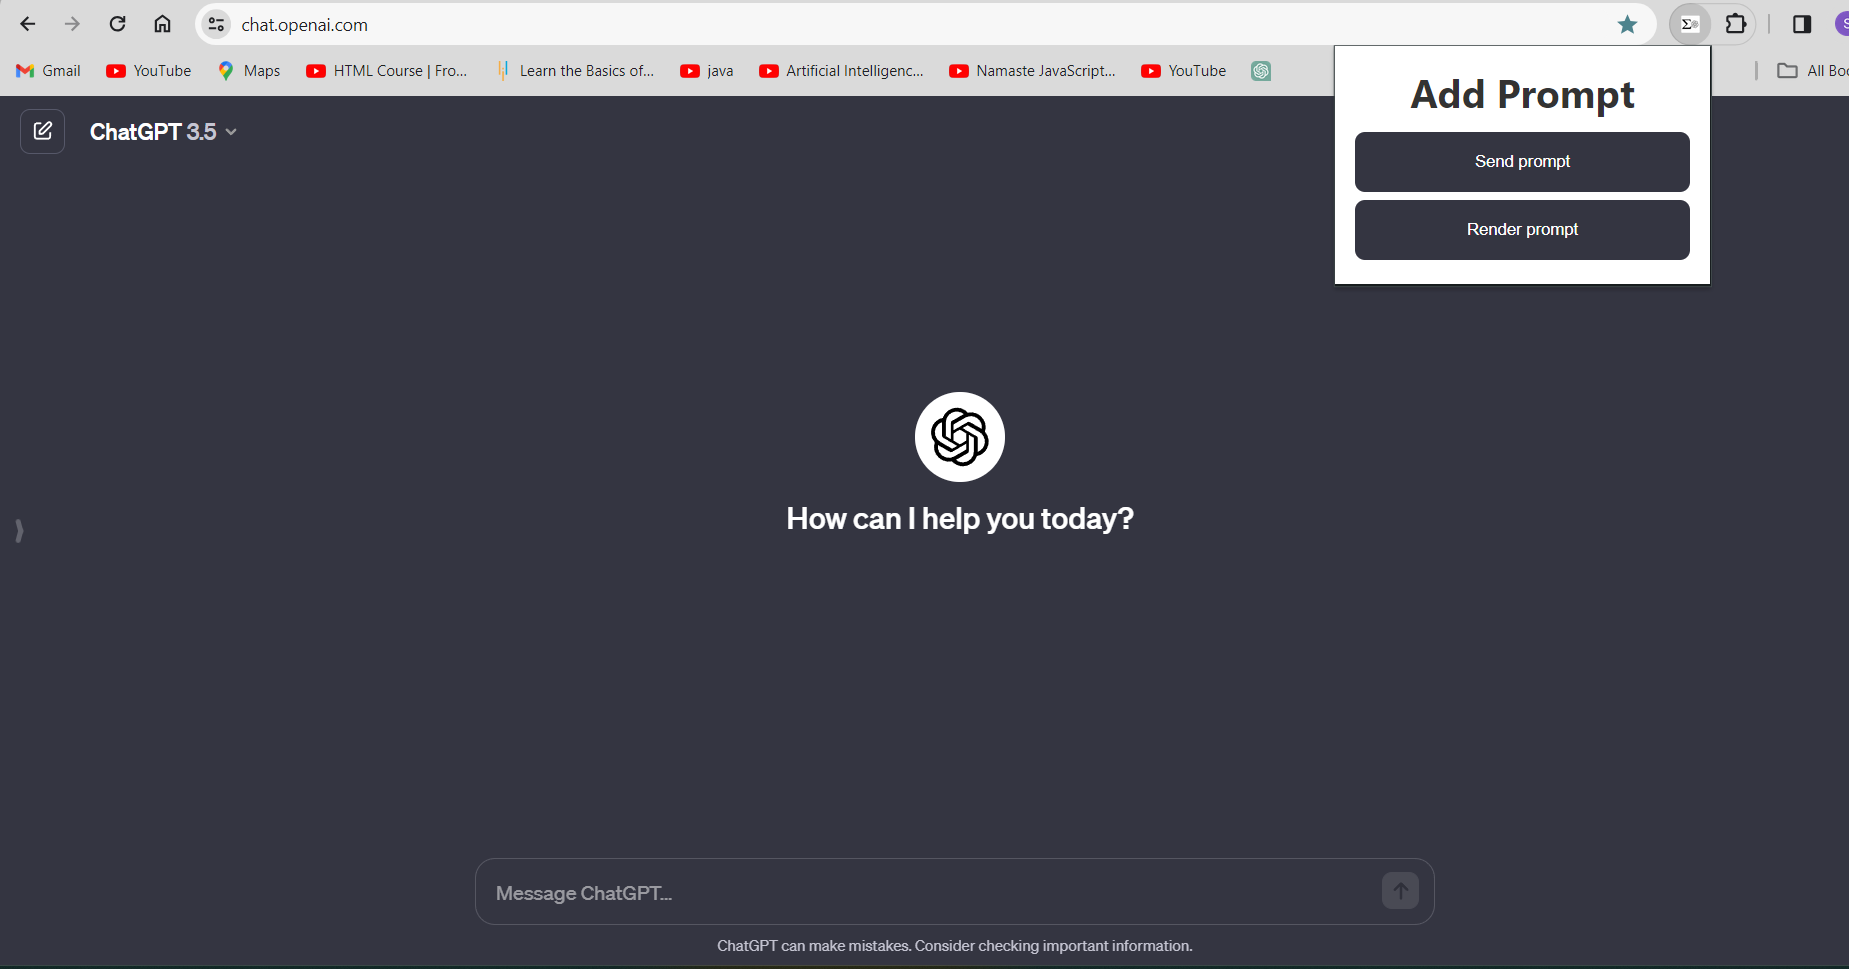 chat.openai.com
Gmail YouTube Maps HTML Course | Fro... Learn the Basics of... java Artificial Intelligenc... Namaste JavaScript... YouTube All Boo
Add Prompt
Send prompt
Render prompt
ChatGPT 3.5
How can I help you today?
Message ChatGPT...
ChatGPT can make mistakes. Consider checking important information.